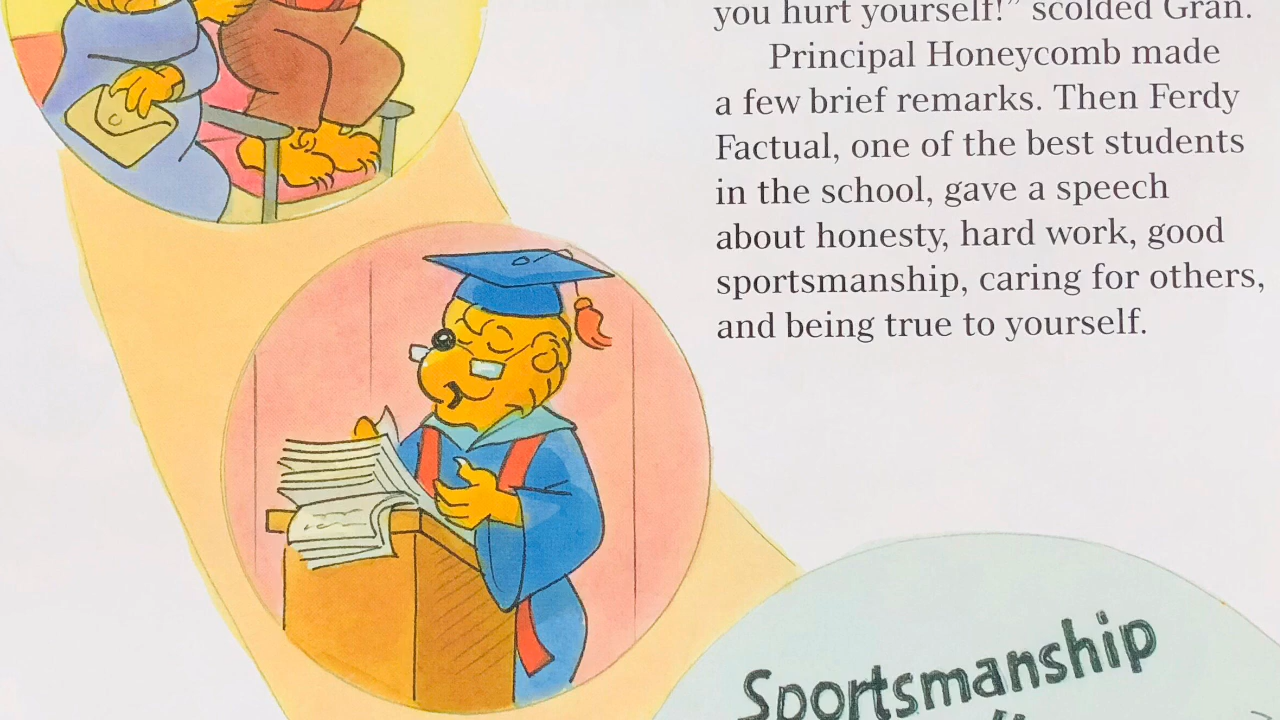 you hurt yourself!” scolded Gran.
Principal Honeycomb made
a few brief remarks. Then Ferdy
Factual, one of the best students
in the school, gave a speech
about honesty, hard work, good
sportsmanship, caring for others,
and being true to yourself.
Sportsmanship